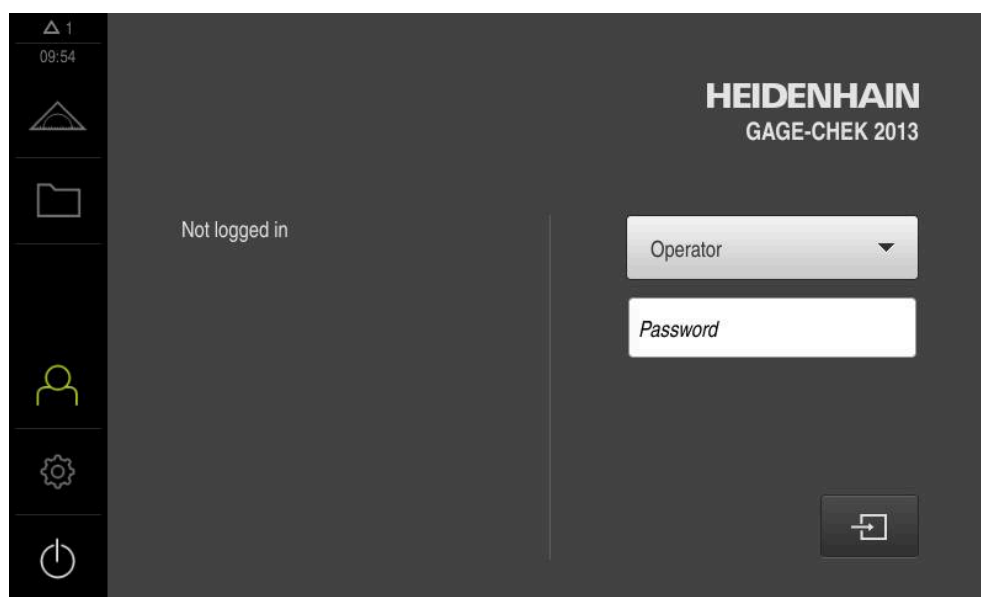 △ 1
09:54
HEIDENHAIN
GAGE-CHEK 2013
Not logged in
Operator
Password